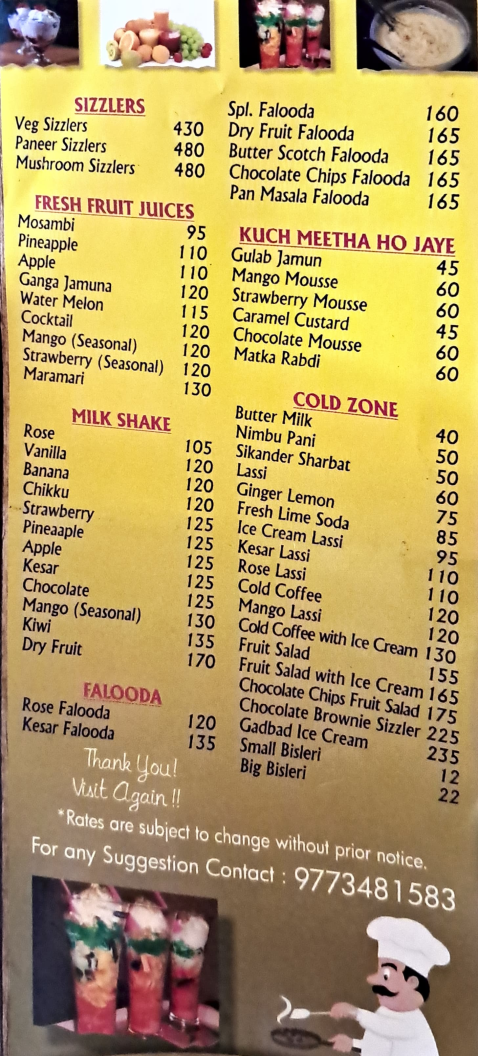 SIZZLERS
Veg Sizzlers 430
Paneer Sizzlers 480
Mushroom Sizzlers 480
FRESH FRUIT JUICES
Mosambi 95
Pineapple 110
Apple 110
Ganga Jamuna 120
Water Melon 115
Cocktail 120
Mango (Seasonal) 120
Strawberry (Seasonal) 120
Maramari 130
MILK SHAKE
Rose 105
Vanilla 120
Banana 120
Chikku 120
Strawberry 125
Pineaaple 125
Apple 125
Kesar 125
Chocolate 125
Mango (Seasonal) 130
Kiwi 135
Dry Fruit 170
FALOODA
Rose Falooda 120
Kesar Falooda 135
Spl. Falooda 160
Dry Fruit Falooda 165
Butter Scotch Falooda 165
Chocolate Chips Falooda 165
Pan Masala Falooda 165
KUCH MEETHA HO JAYE
Gulab Jamun 45
Mango Mousse 60
Strawberry Mousse 60
Caramel Custard 45
Chocolate Mousse 60
Matka Rabdi 60
COLD ZONE
Butter Milk 40
Nimbu Pani 50
Sikander Sharbat 50
Lassi 60
Ginger Lemon 75
Fresh Lime Soda 85
Ice Cream Lassi 95
Kesar Lassi 110
Rose Lassi 110
Cold Coffee 120
Mango Lassi 120
Cold Coffee with Ice Cream 130
Fruit Salad 155
Fruit Salad with Ice Cream 165
Chocolate Chips Fruit Salad 175
Chocolate Brownie Sizzler 225
Gadbad Ice Cream 235
Small Bisleri 12
Big Bisleri 22
Thank You!
Visit Again !!
*Rates are subject to change without prior notice.
For any Suggestion Contact : 9773481583